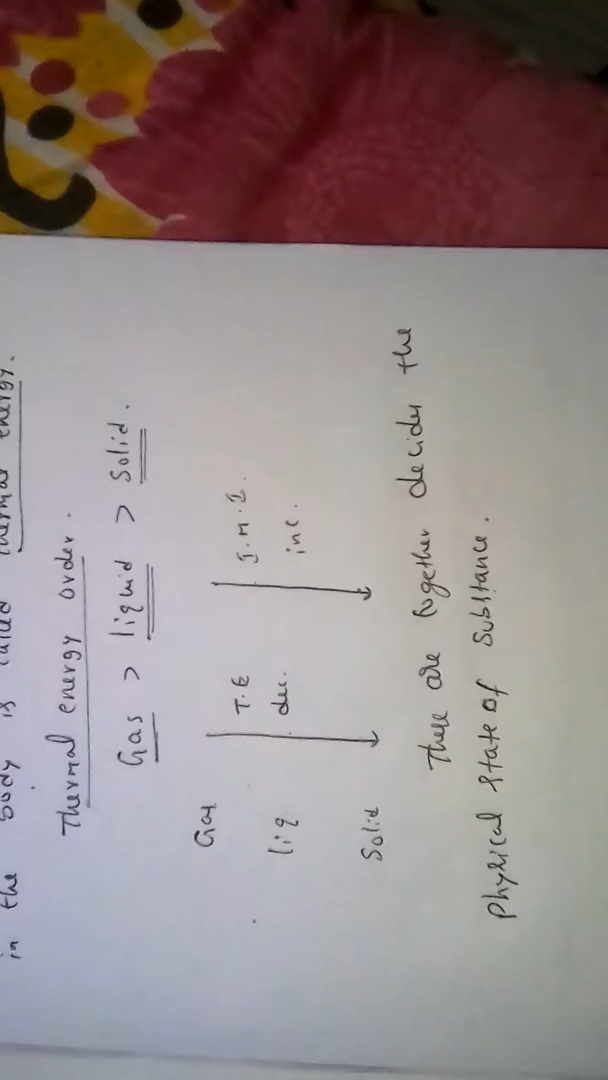 in the body is called thermal energy.
Thermal energy order.
Gas > liquid > Solid.
Gas
liq
Solid
T.E
dec.
I.M.I.
inc.
These are together decides the
Physical state of Substance.